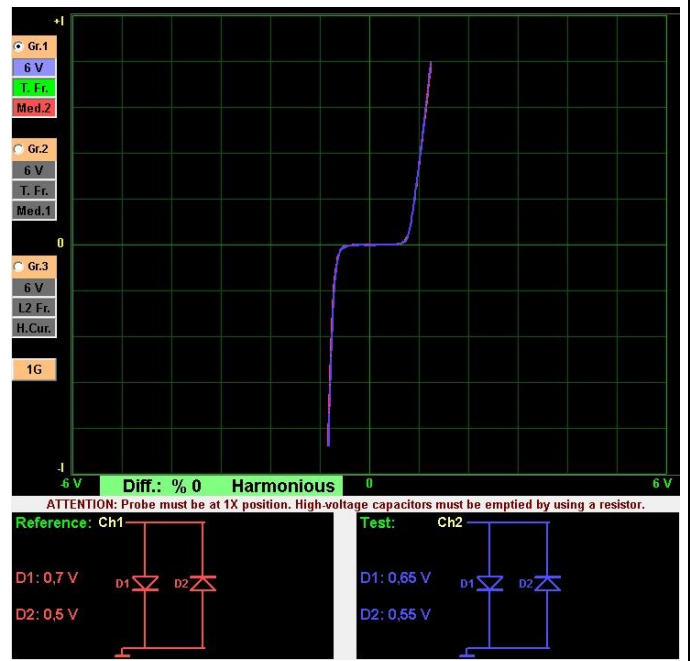 +I
Gr.1
6 V
T. Fr.
Med.2
Gr.2
6 V
T. Fr.
Med.1
0
Gr.3
6 V
L2 Fr.
H.Cur.
1G
-I
-6 V
Diff.: % 0 Harmonious
0
6 V
ATTENTION: Probe must be at 1X position. High-voltage capacitors must be emptied by using a resistor.
Reference: Ch1
D1: 0,7 V
D1
D2
D2: 0,5 V
Test: Ch2
D1: 0,65 V
D1
D2
D2: 0,55 V